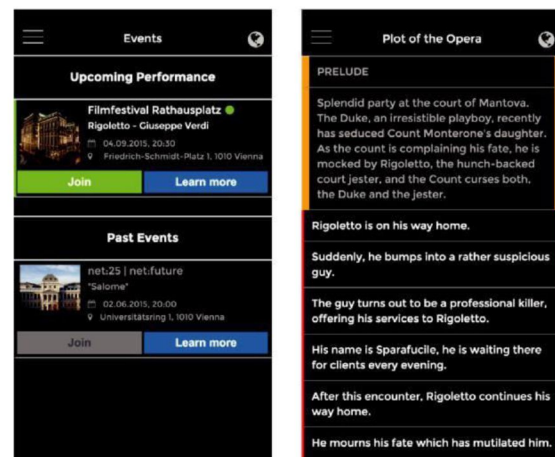 Events
Upcoming Performance
Filmfestival Rathausplatz
Rigoletto - Giuseppe Verdi
04.09.2015, 20:30
Friedrich-Schmidt-Platz 1, 1010 Vienna
Join
Learn more
Past Events
net:25 | net:future
"Salome"
02.06.2015, 20:00
Universitätsring 1, 1010 Vienna
Join
Learn more
Plot of the Opera
PRELUDE
Splendid party at the court of Mantova.
The Duke, an irresistible playboy, recently
has seduced Count Monterone's daughter.
As the count is complaining his fate, he is
mocked by Rigoletto, the hunch-backed
court jester, and the Count curses both,
the Duke and the jester.
Rigoletto is on his way home.
Suddenly, he bumps into a rather suspicious
guy.
The guy turns out to be a professional killer,
offering his services to Rigoletto.
His name is Sparafucile, he is waiting there
for clients every evening.
After this encounter, Rigoletto continues his
way home.
He mourns his fate which has mutilated him.